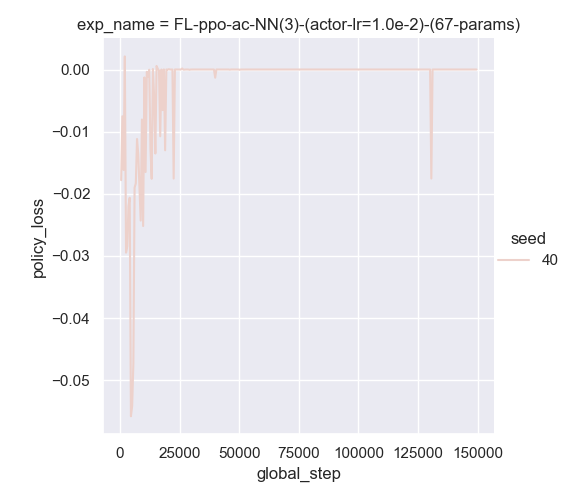 exp_name = FL-ppo-ac-NN(3)-(actor-lr=1.0e-2)-(67-params)
0.00
−0.01
−0.02
−0.03
−0.04
−0.05
policy_loss
0 25000 50000 75000 100000 125000 150000
global_step
seed
40